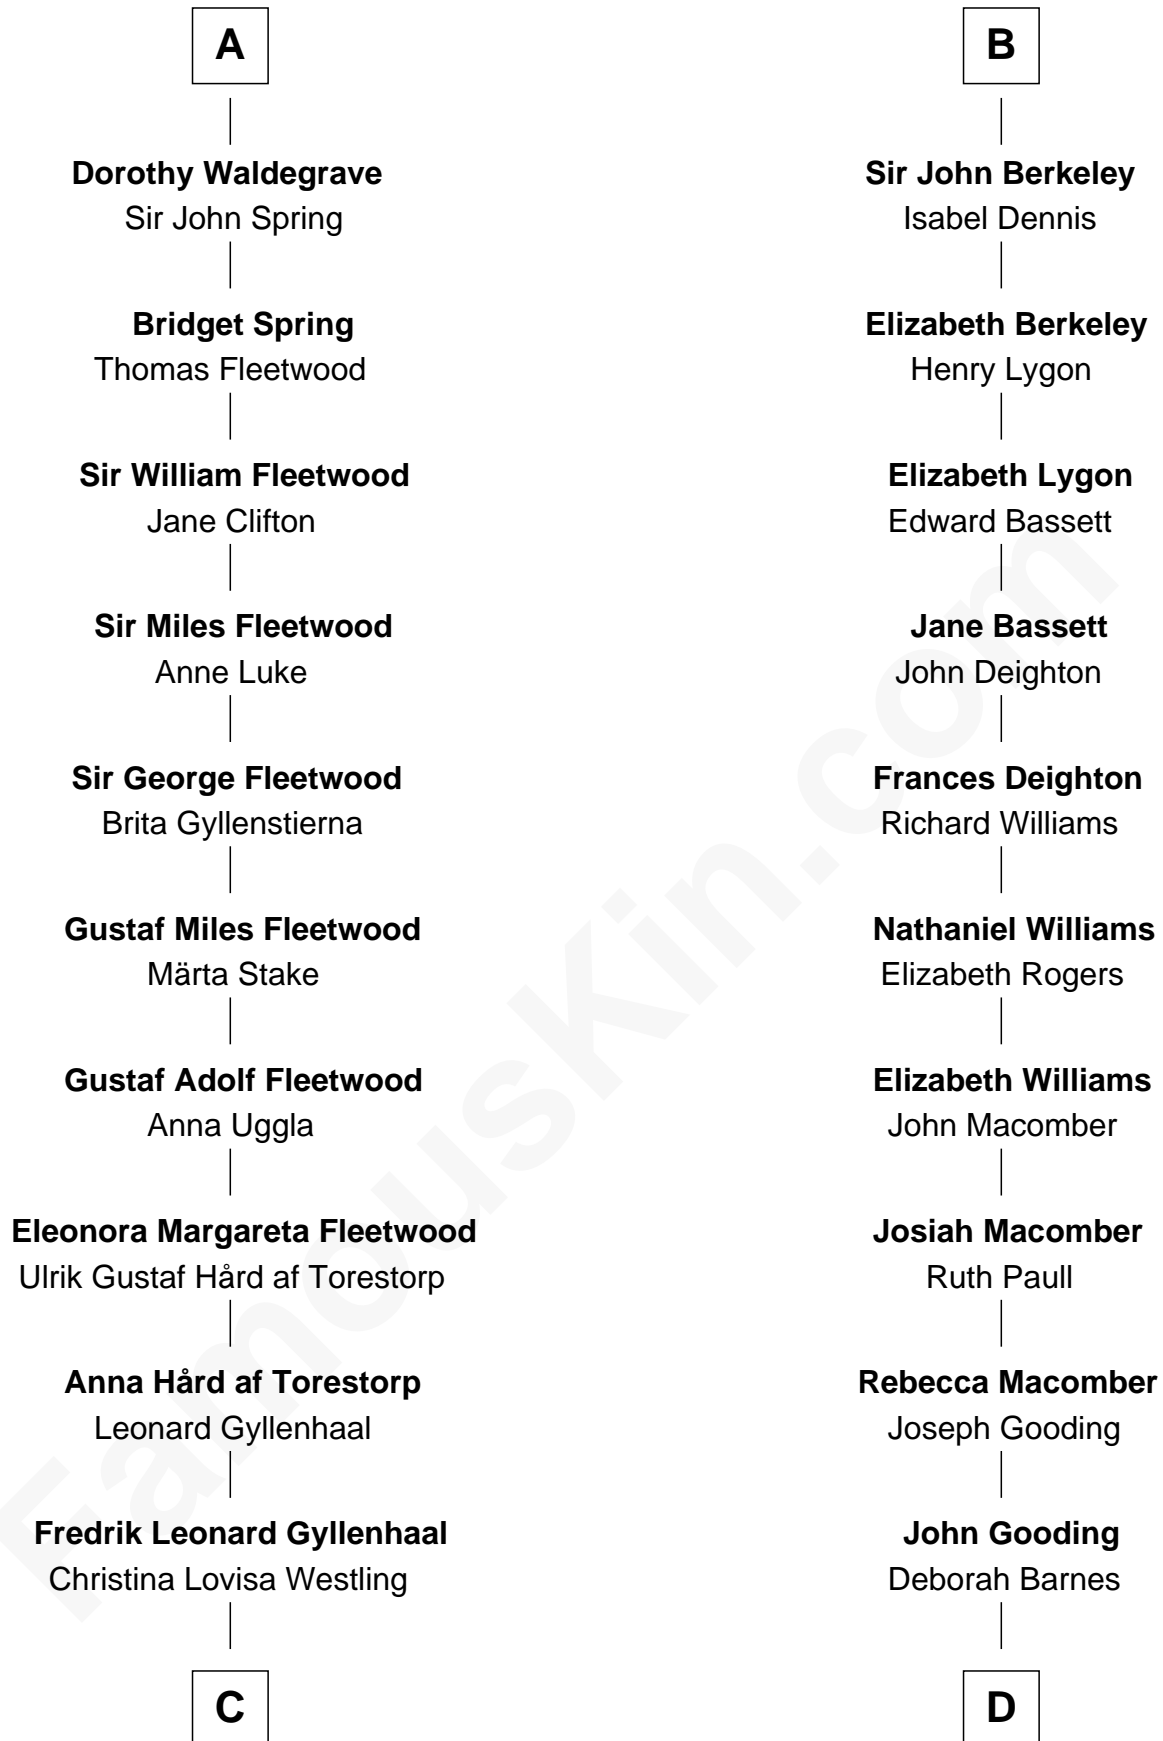 A
Dorothy Waldegrave
Sir John Spring
Bridget Spring
Thomas Fleetwood
Sir William Fleetwood
Jane Clifton
Sir Miles Fleetwood
Anne Luke
Sir George Fleetwood
Brita Gyllenstierna
Gustaf Miles Fleetwood
Märta Stake
Gustaf Adolf Fleetwood
Anna Uggla
Eleonora Margareta Fleetwood
Ulrik Gustaf Hård af Torestorp
Anna Hård af Torestorp
Leonard Gyllenhaal
Fredrik Leonard Gyllenhaal
Christina Lovisa Westling
C
B
Sir John Berkeley
Isabel Dennis
Elizabeth Berkeley
Henry Lygon
Elizabeth Lygon
Edward Bassett
Jane Bassett
John Deighton
Frances Deighton
Richard Williams
Nathaniel Williams
Elizabeth Rogers
Elizabeth Williams
John Macomber
Josiah Macomber
Ruth Paull
Rebecca Macomber
Joseph Gooding
John Gooding
Deborah Barnes
D
FamousKin.com